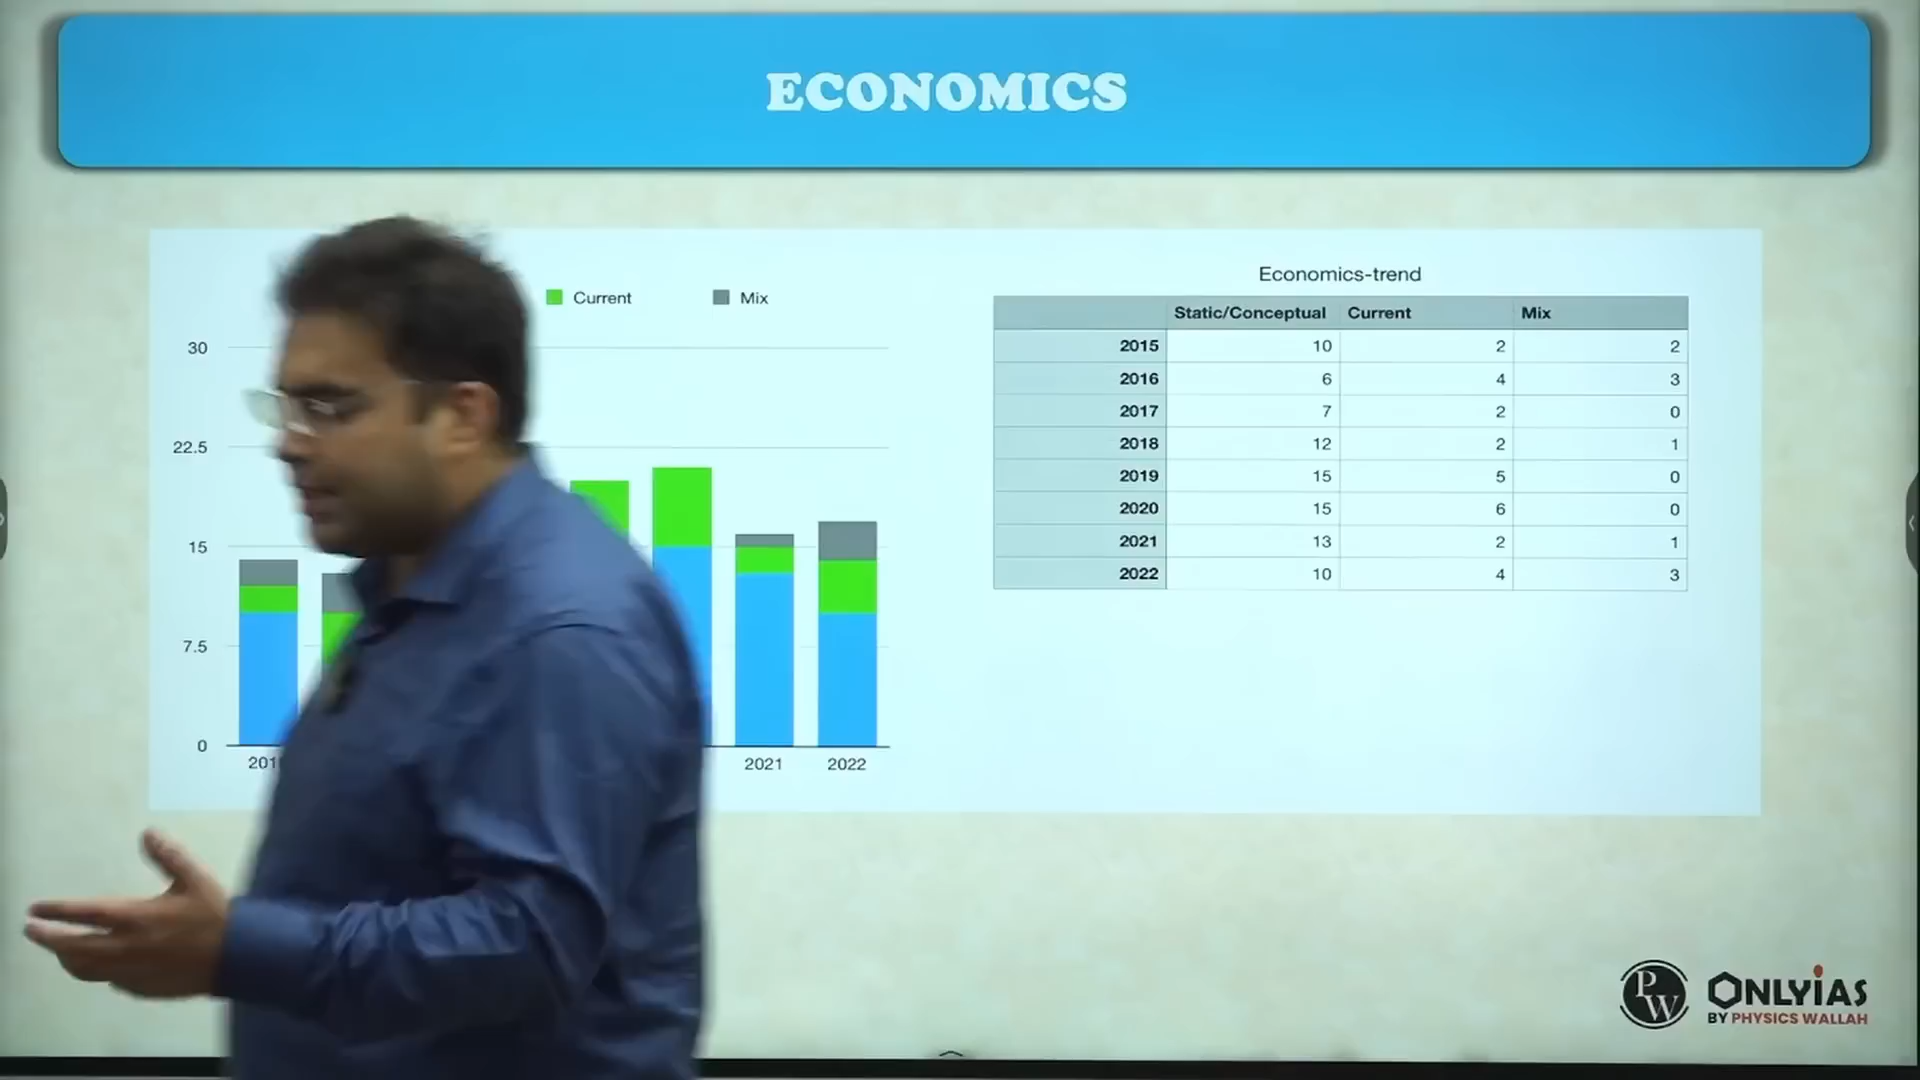 ECONOMICS
Current Mix
30
22.5
15
7.5
0
2021 2022
Economics-trend
Static/Conceptual Current Mix
2015 10 2 2
2016 6 4 3
2017 7 2 0
2018 12 2 1
2019 15 5 0
2020 15 6 0
2021 13 2 1
2022 10 4 3
PW
ONLYIAS
BY PHYSICS WALLAH